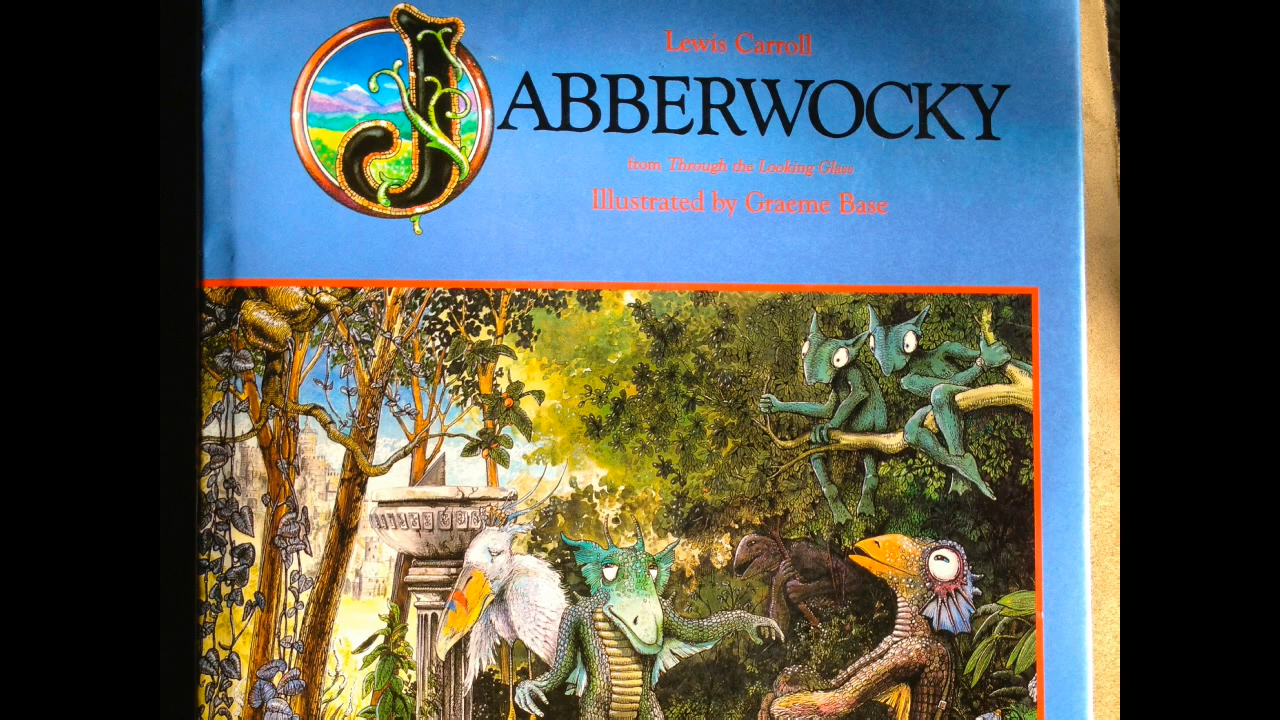 Lewis Carroll
JABBERWOCKY
from Through the Looking Glass
Illustrated by Graeme Base